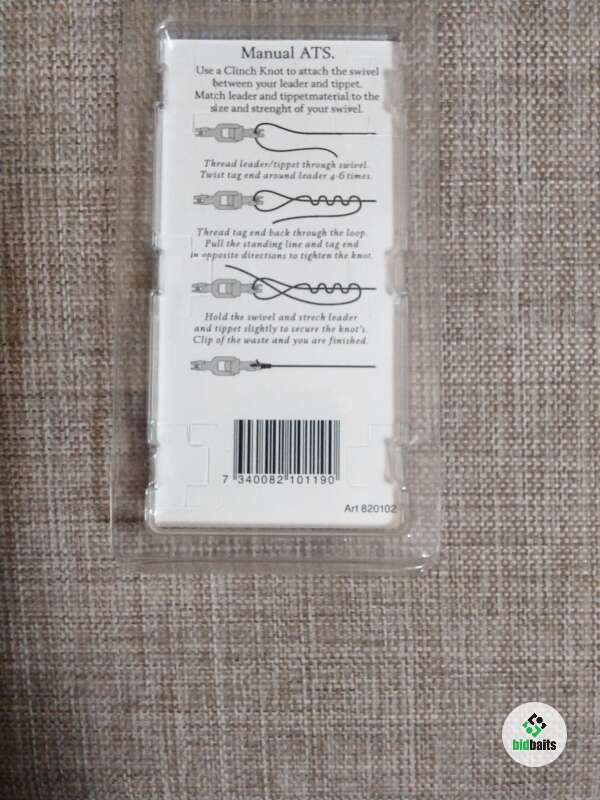 Manual ATS.
Use a Clinch Knot to attach the swivel
between your leader and tippet.
Match leader and tippetmaterial to the
size and strenght of your swivel.
Thread leader/tippet through swivel.
Twist tag end around leader 4-6 times.
Thread tag end back through the loop.
Pull the standing line and tag end
in opposite directions to tighten the knot.
Hold the swivel and strech leader
and tippet slightly to secure the knot's.
Clip of the waste and you are finished.
7 340082 101190
Art 820102
bidbaits